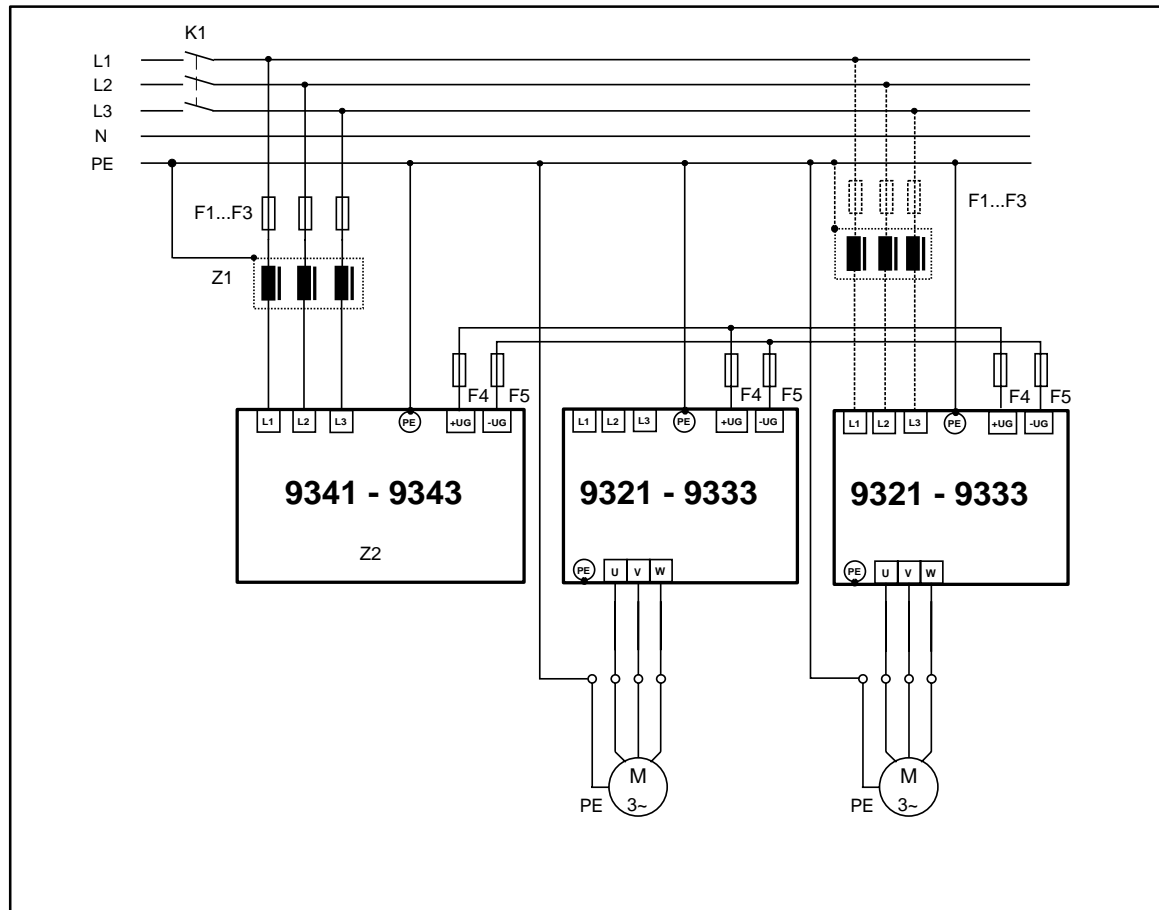 K1
L1
L2
L3
N
PE
F1...F3
F1...F3
Z1
F4
F5
F4
F5
F4
F5
L1 L2 L3 PE +UG -UG
L1 L2 L3 PE +UG -UG
L1 L2 L3 PE +UG -UG
9341 - 9343
9321 - 9333
9321 - 9333
Z2
PE U V W
PE U V W
M
3~
PE
M
3~
PE